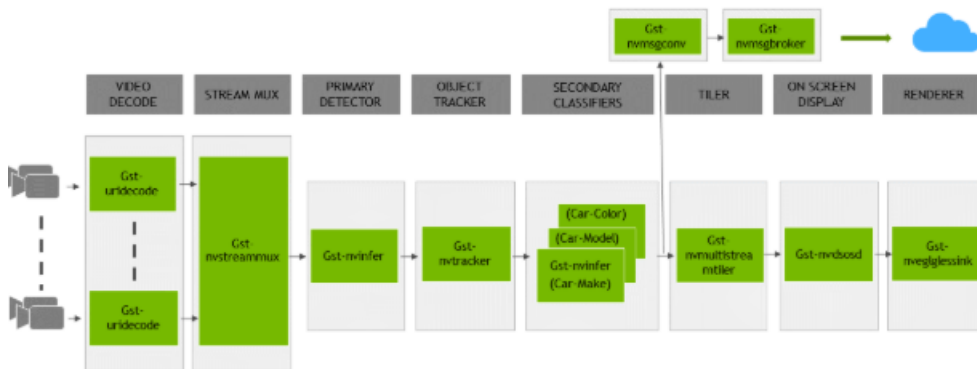 Gst-
nvmsgconv
Gst-
nvmsgbroker
VIDEO
DECODE
STREAM MUX
PRIMARY
DETECTOR
OBJECT
TRACKER
SECONDARY
CLASSIFIERS
TILER
ON SCREEN
DISPLAY
RENDERER
Gst-
uridecode
Gst-
uridecode
Gst-
nvstreammux
Gst-nvinfer
Gst-
nvtracker
(Car-Color)
(Car-Model)
Gst-nvinfer
(Car-Make)
Gst-
nvmultistrea
mtiler
Gst-nvdsosd
Gst-
nveglglessink